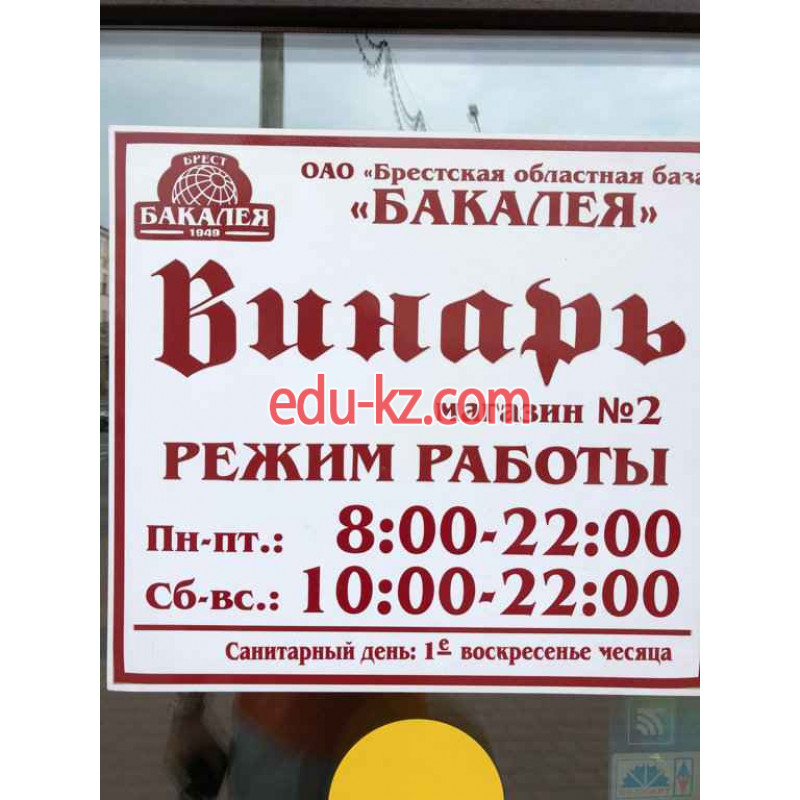 БРЕСТ
БАКАЛЕЯ
1949
ОАО «Брестская областная база
«БАКАЛЕЯ»
Винарь
edu-kz.com
магазин №2
РЕЖИМ РАБОТЫ
Пн-пт.: 8:00-22:00
Сб-вс.: 10:00-22:00
Санитарный день: 1е воскресенье месяца